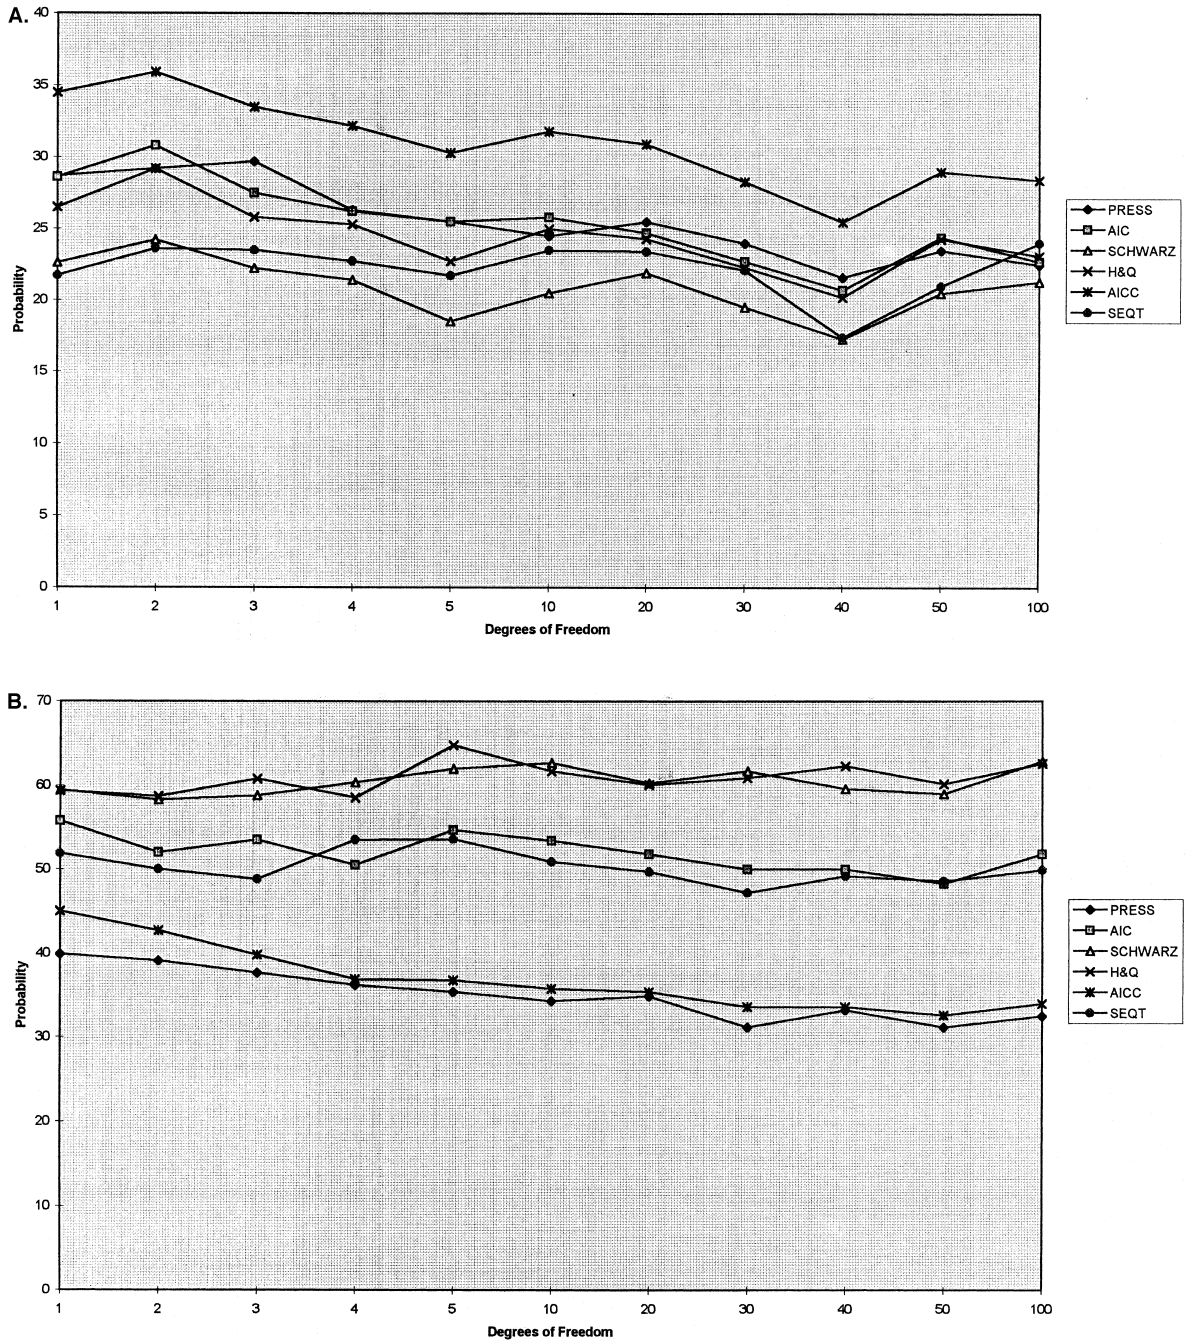 A.
40
35
30
25
20
15
10
5
0
Probability
1 2 3 4 5 10 20 30 40 50 100
Degrees of Freedom
PRESS
AIC
SCHWARZ
H&Q
AICC
SEQT
B.
70
60
50
40
30
20
10
0
Probability
1 2 3 4 5 10 20 30 40 50 100
Degrees of Freedom
PRESS
AIC
SCHWARZ
H&Q
AICC
SEQT